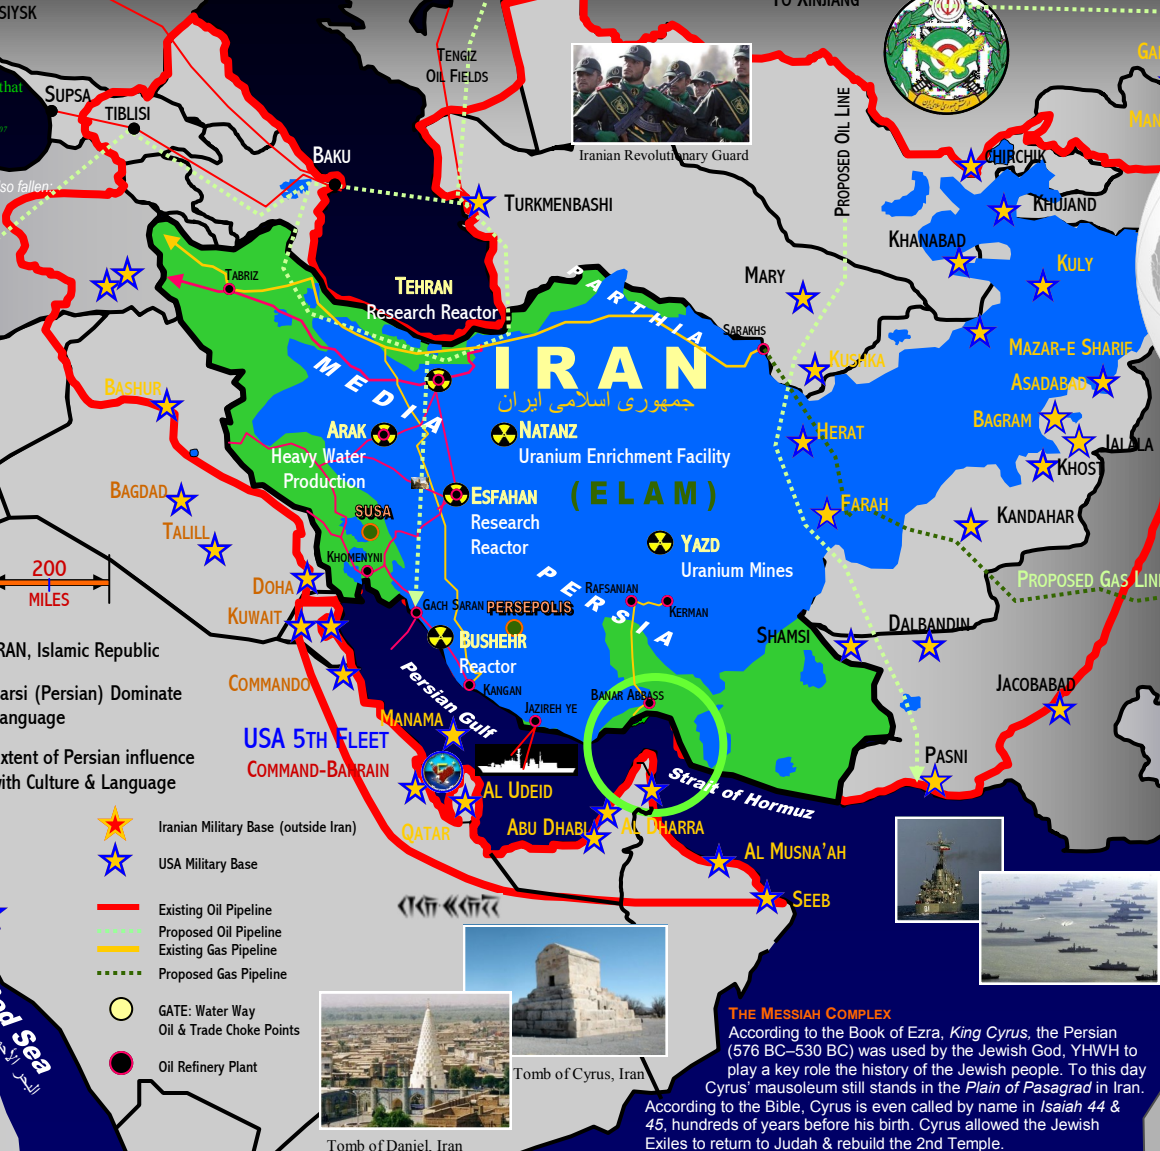 SIYSK
TO XINJIANG
that
SUPSA
TIBLISI
TENGIZ
OIL FIELDS
Iranian Revolutionary Guard
PROPOSED OIL LINE
GA
MAN
BAKU
so fallen:
TURKMENBASHI
CHIRCHIK
KHUJAND
KHANABAD
KULY
TABRIZ
TEHRAN
Research Reactor
PARTHIA
MARY
SARAKHS
MAZAR-E SHARIF
KUSHKA
ASADABAD
IRAN
جمهوری اسلامی ایران
MEDIA
BASHUR
BAGRAM
JALALA
KHOST
ARAK
Heavy Water
Production
NATANZ
Uranium Enrichment Facility
HERAT
(ELAM)
ESFAHAN
Research
Reactor
FARAH
KANDAHAR
BAGDAD
TALILL
SUSA
YAZD
Uranium Mines
KHOMENYNI
200
MILES
DOHA
KUWAIT
PERSIA
RAFSANIAN
KERMAN
PROPOSED GAS LIN
GACH SARAN
PERSEPOLIS
BUSHEHR
Reactor
SHAMSI
DALBANDIN
RAN, Islamic Republic
arsi (Persian) Dominate
anguage
xtent of Persian influence
with Culture & Language
COMMANDO
Persian Gulf
KANGAN
JAZIREH YE
BANAR ABBASS
JACOBABAD
MANAMA
USA 5TH FLEET
COMMAND-BAHRAIN
PASNI
Strait of Hormuz
AL UDEID
QATAR
ABU DHABI
AL DHARRA
AL MUSNA'AH
SEEB
Iranian Military Base (outside Iran)
USA Military Base
Existing Oil Pipeline
Proposed Oil Pipeline
Existing Gas Pipeline
Proposed Gas Pipeline
GATE: Water Way
Oil & Trade Choke Points
Oil Refinery Plant
ed Sea
Tomb of Cyrus, Iran
Tomb of Daniel, Iran
THE MESSIAH COMPLEX
According to the Book of Ezra, King Cyrus, the Persian
(576 BC–530 BC) was used by the Jewish God, YHWH to
play a key role the history of the Jewish people. To this day
Cyrus' mausoleum still stands in the Plain of Pasagrad in Iran.
According to the Bible, Cyrus is even called by name in Isaiah 44 &
45, hundreds of years before his birth. Cyrus allowed the Jewish
Exiles to return to Judah & rebuild the 2nd Temple.